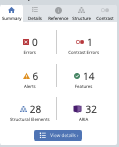 Summary Details Reference Structure Contrast
0 1
Errors Contrast Errors
6 14
Alerts Features
28 32
Structural Elements ARIA
View details ›